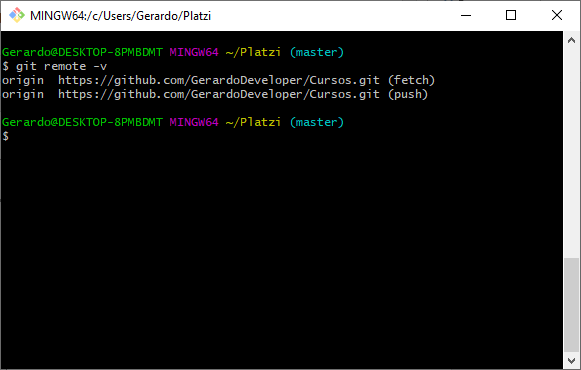 MINGW64:/c/Users/Gerardo/Platzi
Gerardo@DESKTOP-8PMBDMT MINGW64 ~/Platzi (master)
$ git remote -v
origin  https://github.com/GerardoDeveloper/Cursos.git (fetch)
origin  https://github.com/GerardoDeveloper/Cursos.git (push)
Gerardo@DESKTOP-8PMBDMT MINGW64 ~/Platzi (master)
$